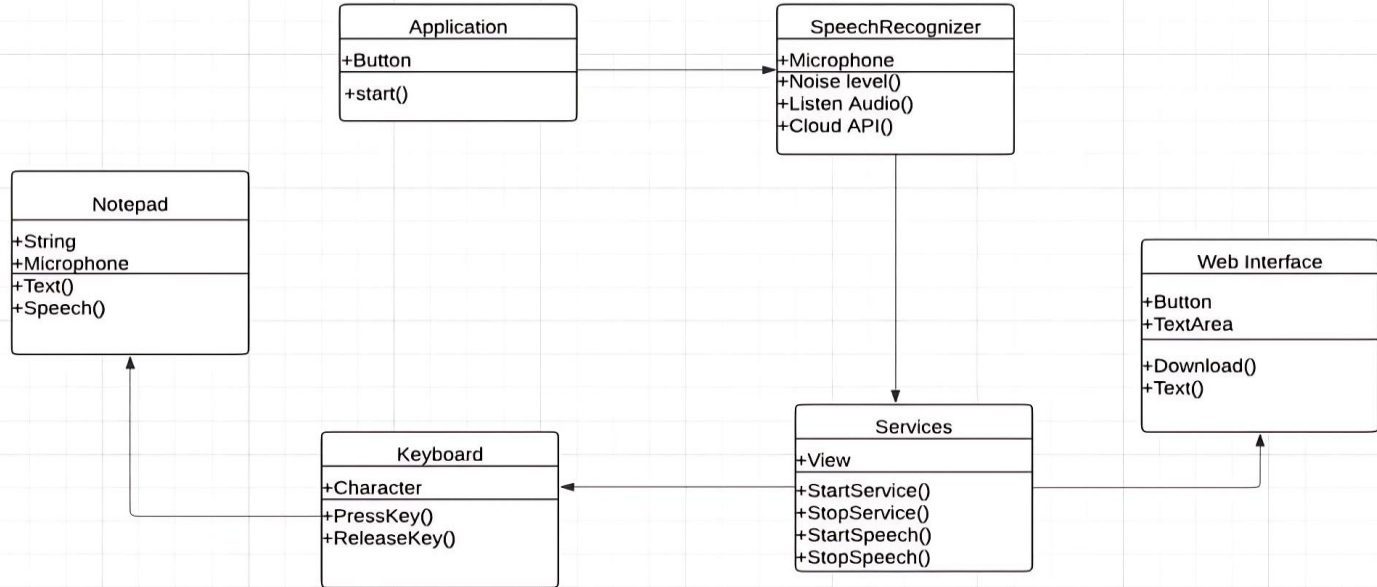 Application
+Button
+start()
SpeechRecognizer
+Microphone
+Noise level()
+Listen Audio()
+Cloud API()
Notepad
+String
+Microphone
+Text()
+Speech()
Web Interface
+Button
+TextArea
+Download()
+Text()
Keyboard
+Character
+PressKey()
+ReleaseKey()
Services
+View
+StartService()
+StopService()
+StartSpeech()
+StopSpeech()